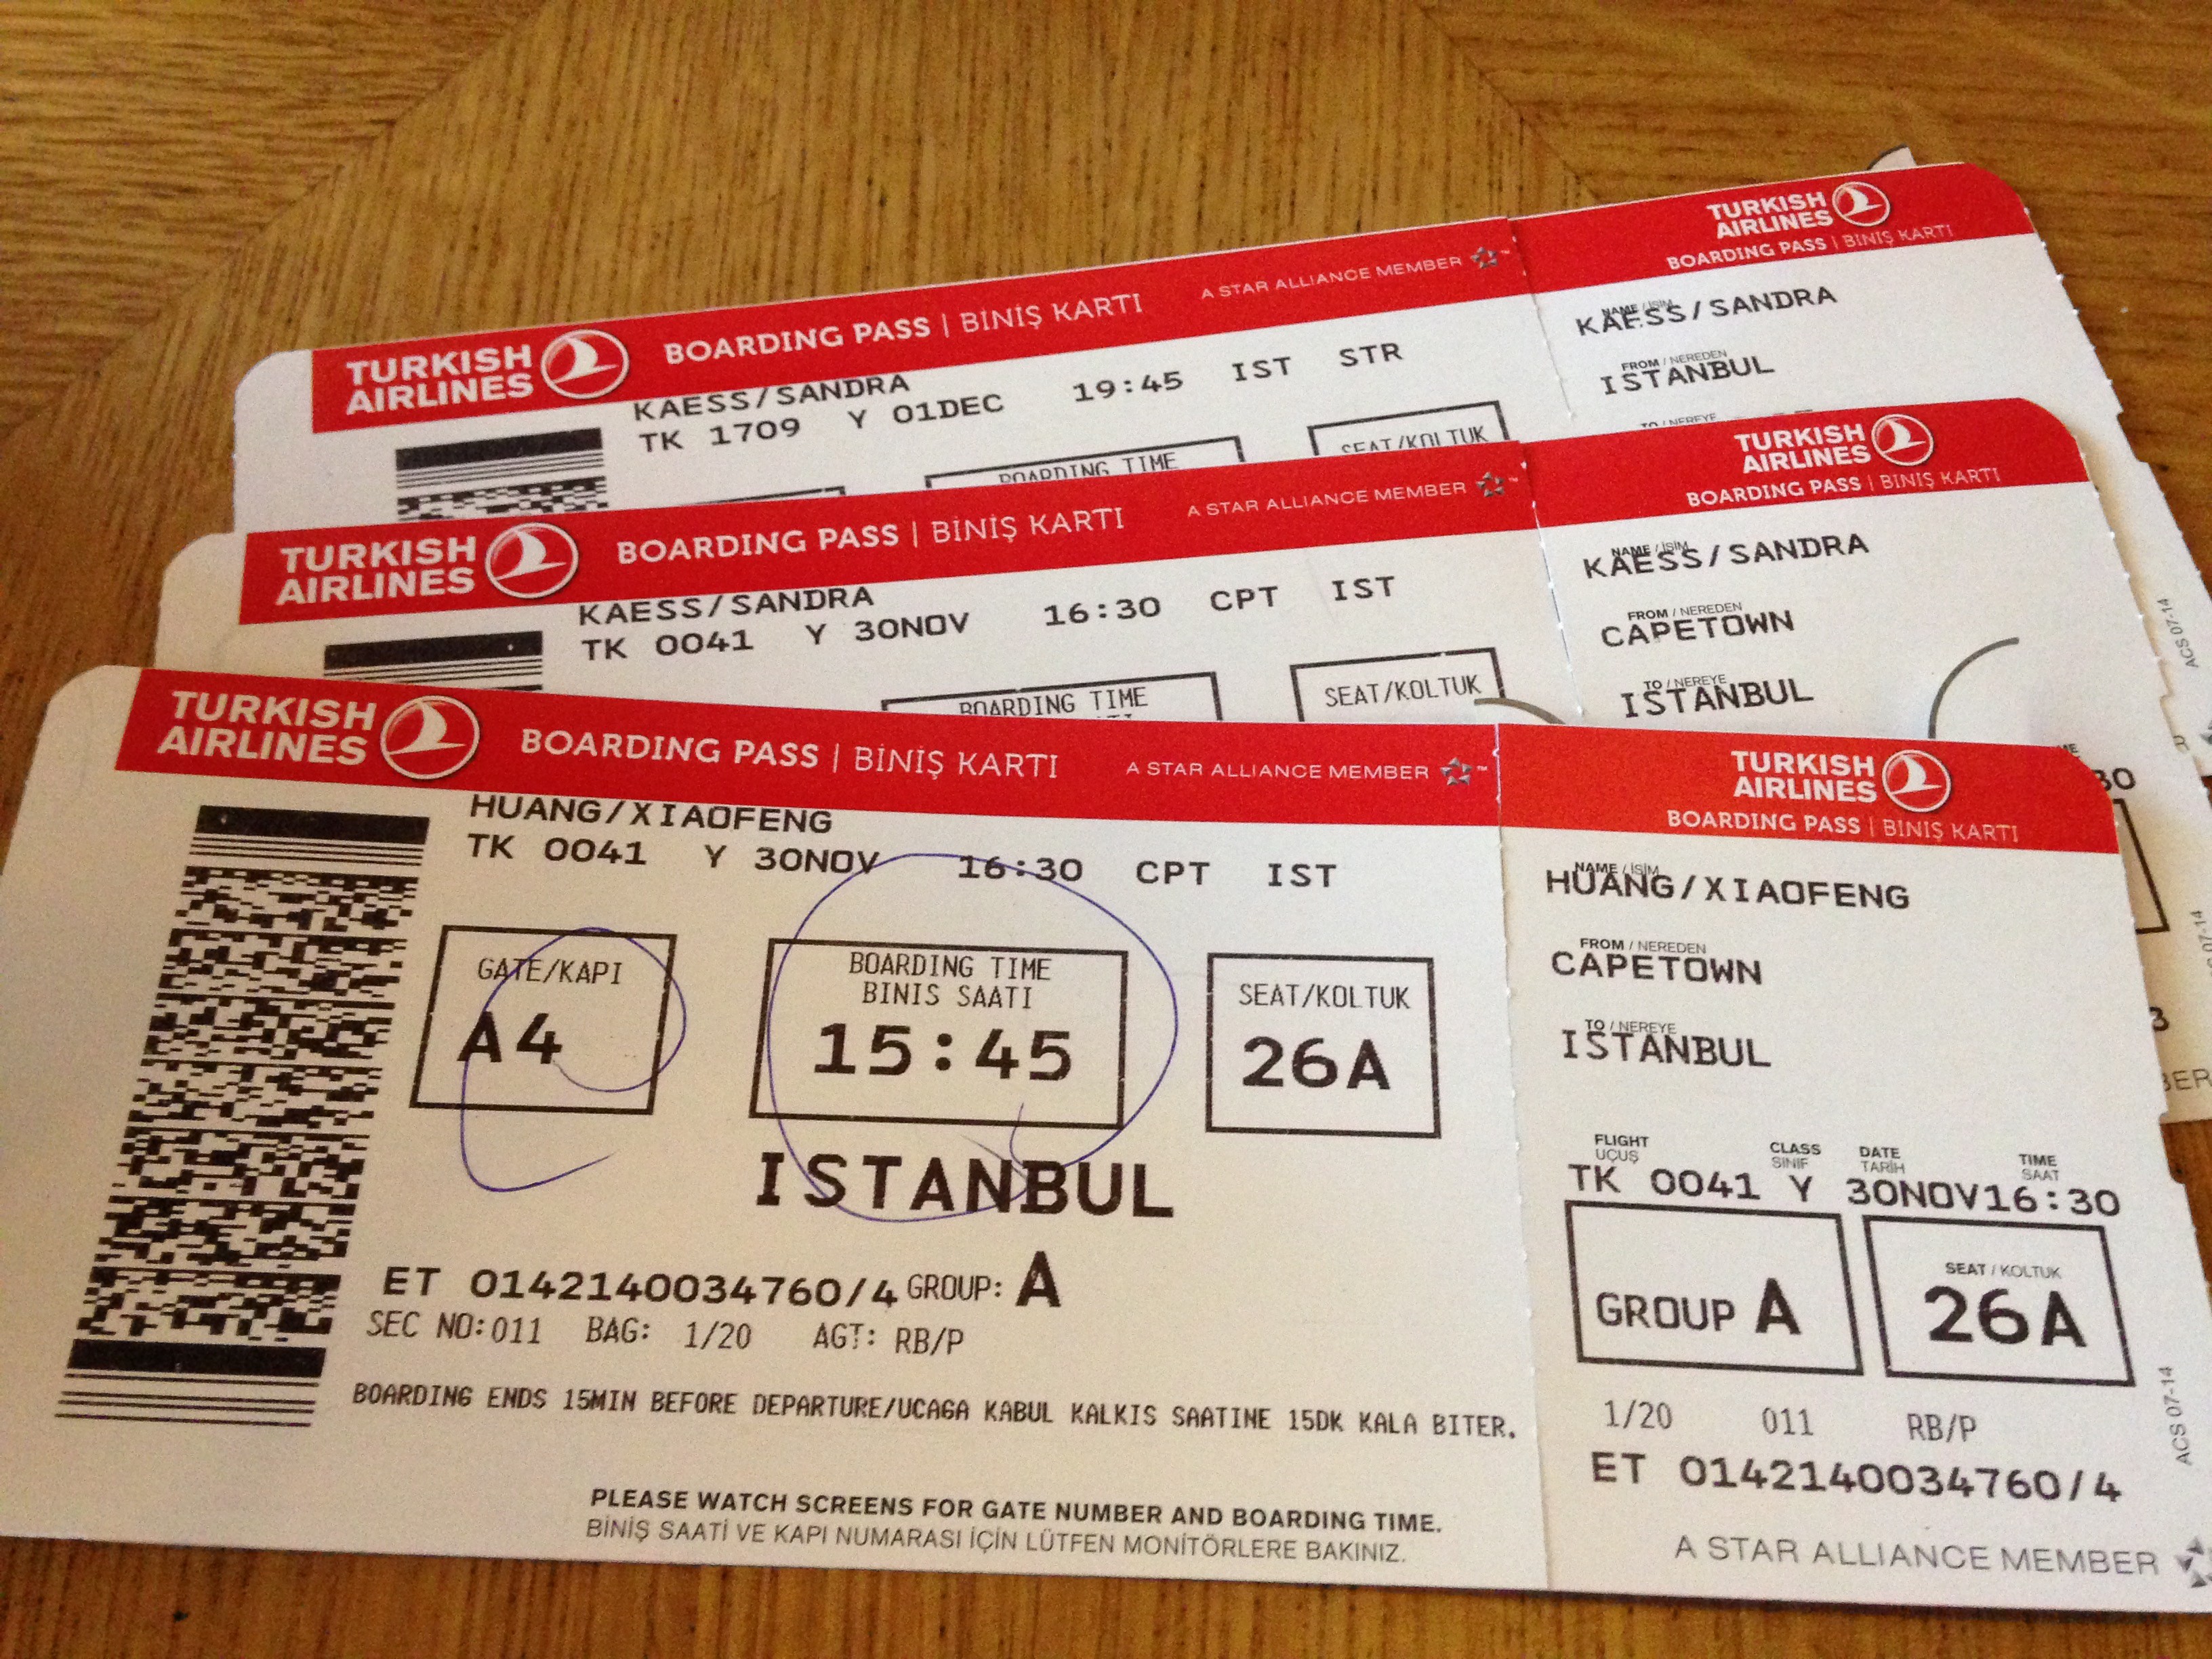 TURKISH AIRLINES
BOARDING PASS | BİNİŞ KARTI
A STAR ALLIANCE MEMBER
KAESS/SANDRA
TK 1709 Y 01DEC 19:45 IST STR
BOARDING TIME
SEAT/KOLTUK
TURKISH AIRLINES
BOARDING PASS | BİNİŞ KARTI
NAME / İSİM
KAESS/SANDRA
FROM / NEREDEN
ISTANBUL
TO / NEREYE
TURKISH AIRLINES
BOARDING PASS | BİNİŞ KARTI
A STAR ALLIANCE MEMBER
KAESS/SANDRA
TK 0041 Y 30NOV 16:30 CPT IST
BOARDING TIME
SEAT/KOLTUK
TURKISH AIRLINES
BOARDING PASS | BİNİŞ KARTI
NAME / İSİM
KAESS/SANDRA
FROM / NEREDEN
CAPETOWN
TO / NEREYE
ISTANBUL
ACS 07-14
TURKISH AIRLINES
BOARDING PASS | BİNİŞ KARTI
A STAR ALLIANCE MEMBER
HUANG/XIAOFENG
TK 0041 Y 30NOV 16:30 CPT IST
GATE/KAPI
A4
BOARDING TIME
BINIS SAATI
15:45
SEAT/KOLTUK
26A
ISTANBUL
ET 0142140034760/4 GROUP: A
SEC NO:011 BAG: 1/20 AGT: RB/P
BOARDING ENDS 15MIN BEFORE DEPARTURE/UCAGA KABUL KALKIS SAATINE 15DK KALA BITER.
PLEASE WATCH SCREENS FOR GATE NUMBER AND BOARDING TIME.
BİNİŞ SAATİ VE KAPI NUMARASI İÇİN LÜTFEN MONİTÖRLERE BAKINIZ.
TURKISH AIRLINES
BOARDING PASS | BİNİŞ KARTI
NAME / İSİM
HUANG/XIAOFENG
FROM / NEREDEN
CAPETOWN
TO / NEREYE
ISTANBUL
FLIGHT CLASS DATE TIME
UÇUŞ SINIF TARİH SAAT
TK 0041 Y 30NOV16:30
GROUP A
SEAT / KOLTUK
26A
1/20 011 RB/P
ET 0142140034760/4
A STAR ALLIANCE MEMBER
ACS 07-14